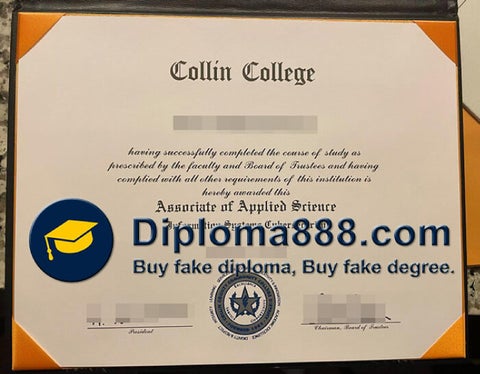 Collin College
having successfully completed the course of study as
prescribed by the faculty and Board of Trustees and having
complied with all other requirements of this institution is
hereby awarded this
Associate of Applied Science
Information Systems
Diploma888.com
Buy fake diploma, Buy fake degree.
President
Chairman, Board of Trustees